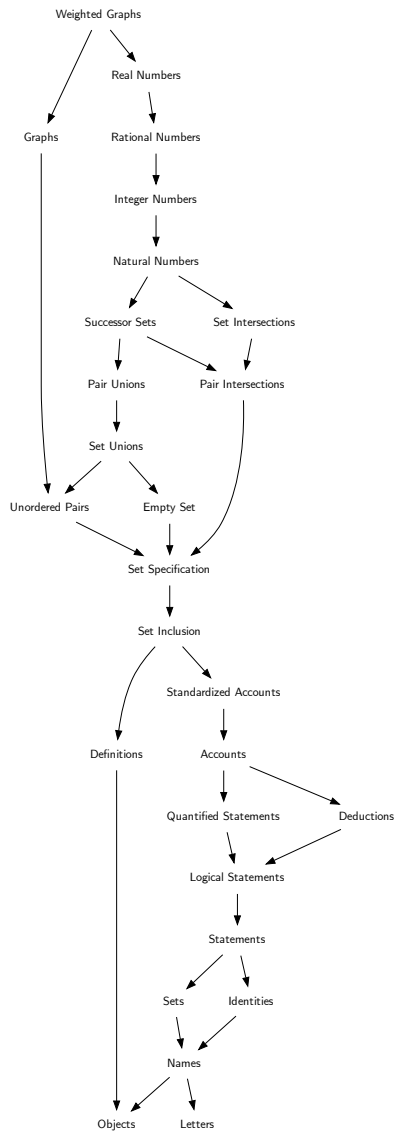 Weighted Graphs
Real Numbers
Graphs
Rational Numbers
Integer Numbers
Natural Numbers
Successor Sets
Set Intersections
Pair Unions
Pair Intersections
Set Unions
Unordered Pairs
Empty Set
Set Specification
Set Inclusion
Standardized Accounts
Definitions
Accounts
Quantified Statements
Deductions
Logical Statements
Statements
Sets
Identities
Names
Objects
Letters